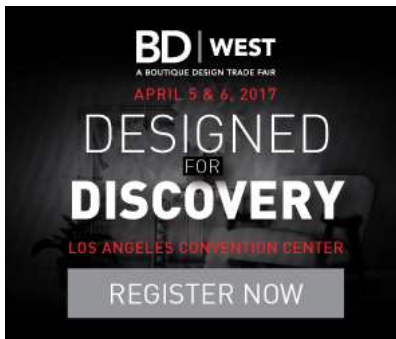 BD | WEST
A BOUTIQUE DESIGN TRADE FAIR
APRIL 5 & 6, 2017
DESIGNED
FOR
DISCOVERY
LOS ANGELES CONVENTION CENTER
REGISTER NOW